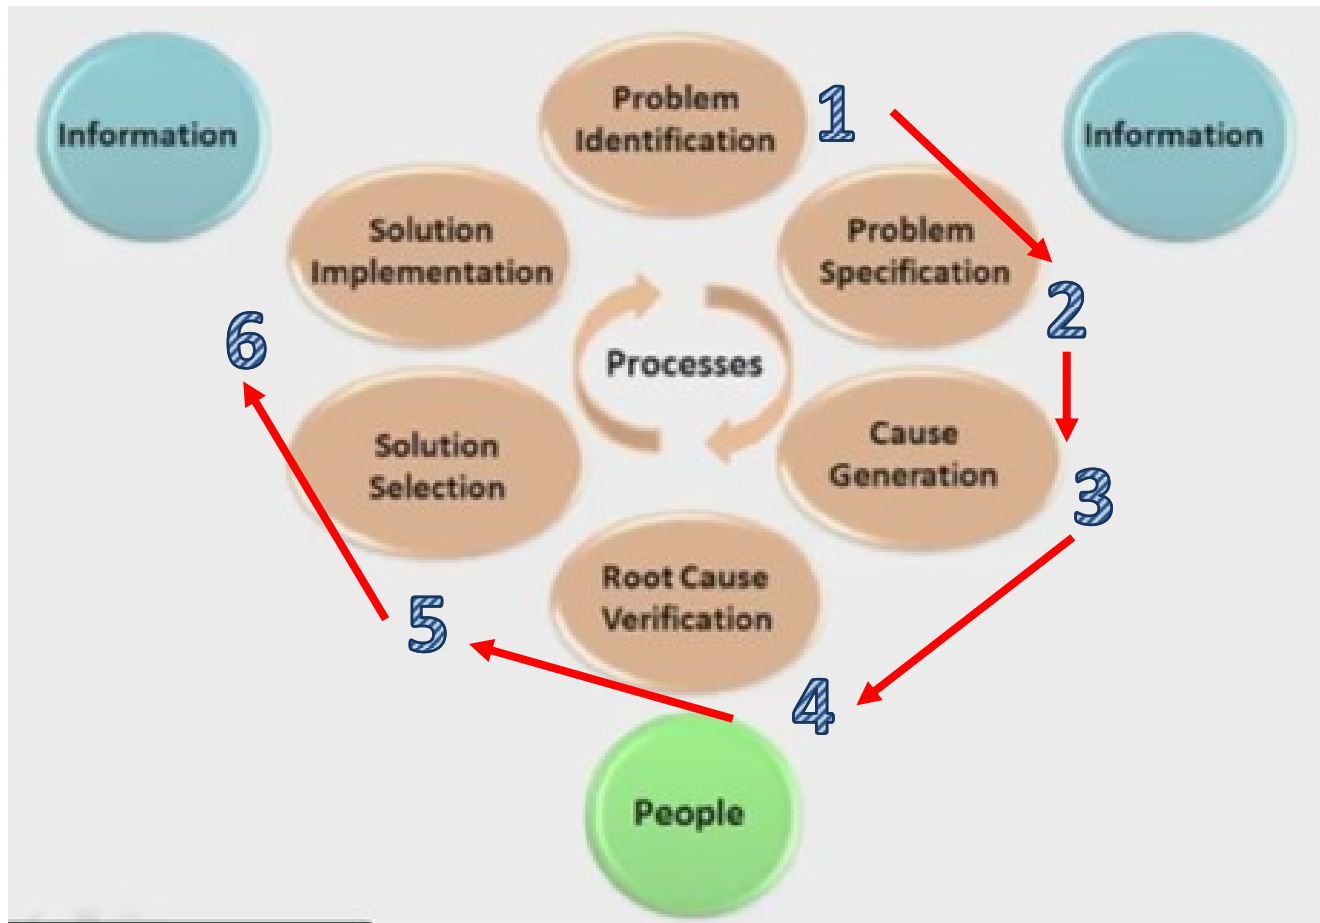 Information
Problem
Identification
1
Information
Solution
Implementation
Problem
Specification
2
6
Processes
Solution
Selection
Cause
Generation
3
Root Cause
Verification
5
4
People